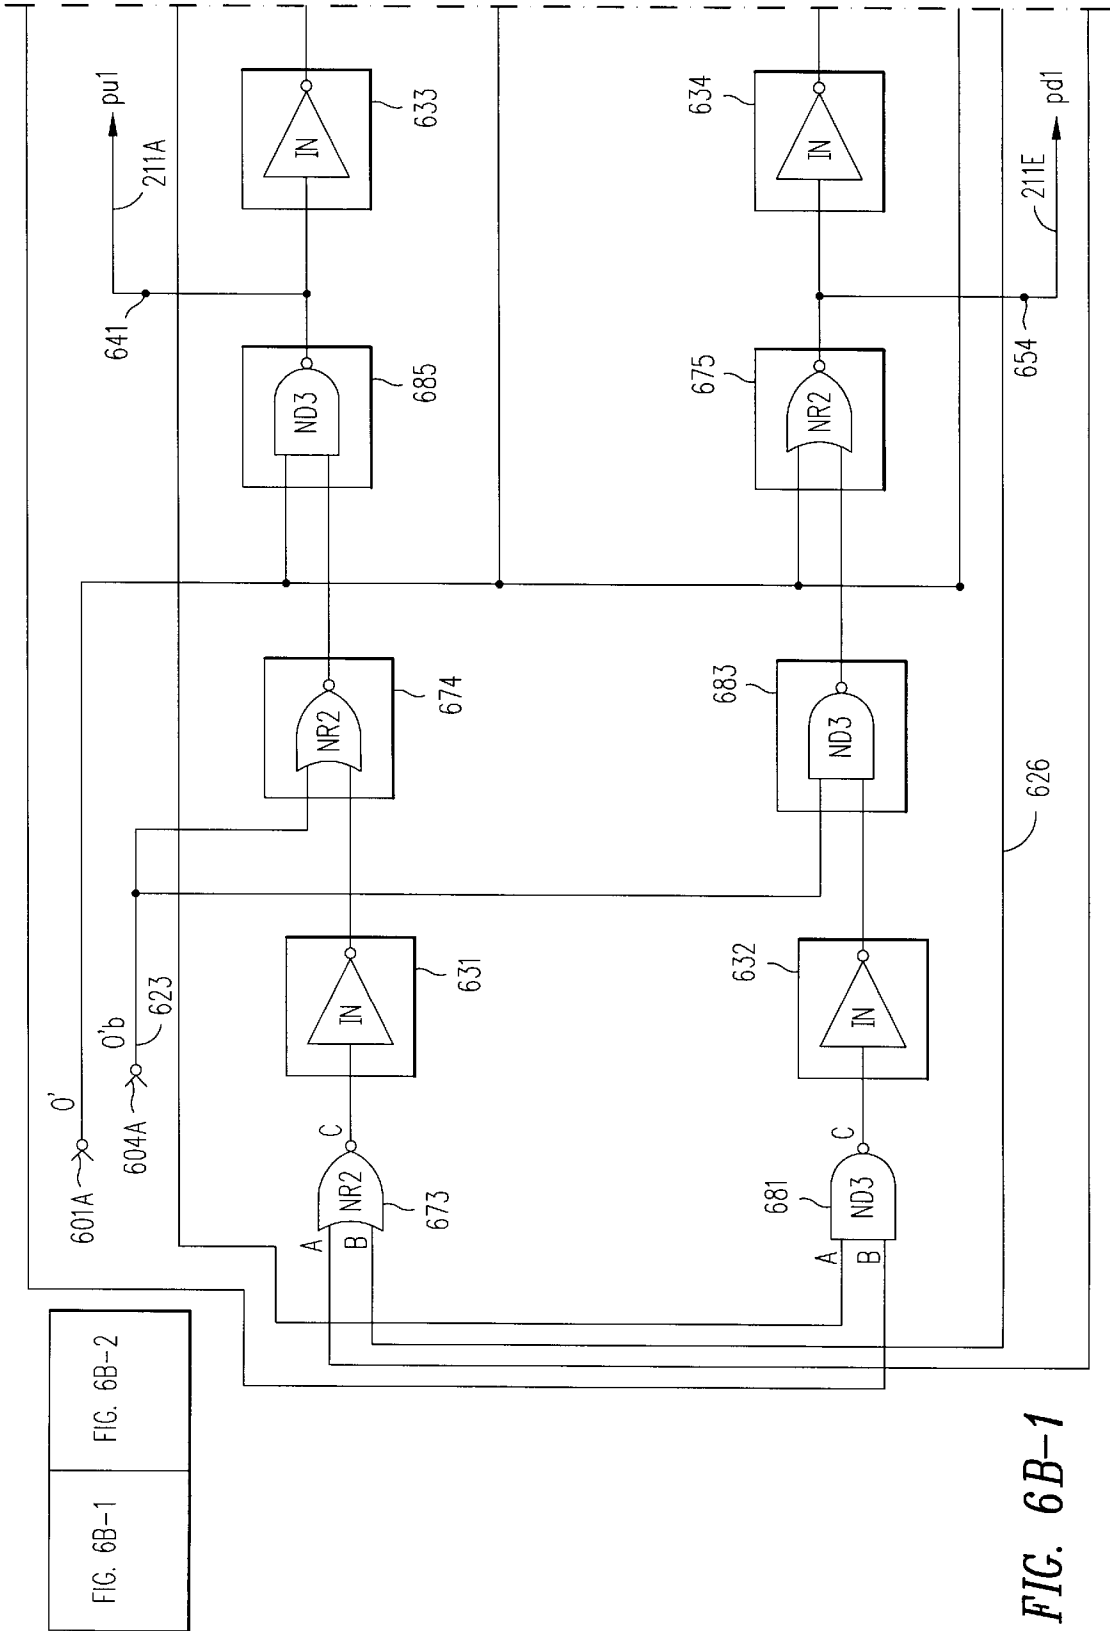 FIG. 6B-1
FIG. 6B-2
601A
O'
604A
O'b
623
A
B
NR2
C
673
IN
631
NR2
674
ND3
685
641
211A
pu1
IN
633
A
B
ND3
C
681
IN
632
ND3
683
NR2
675
IN
634
626
654
211E
pd1
FIG. 6B-1